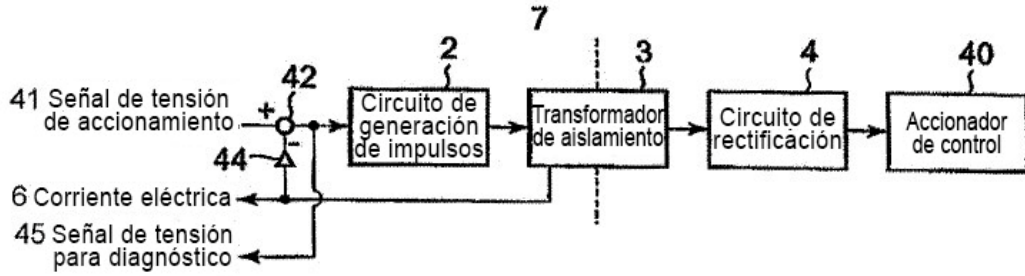 7
2
3
4
40
42
41 Señal de tensión
de accionamiento
+
-
44
Circuito de
generación
de impulsos
Transformador
de aislamiento
Circuito de
rectificación
Accionador
de control
6 Corriente eléctrica
45 Señal de tensión
para diagnóstico